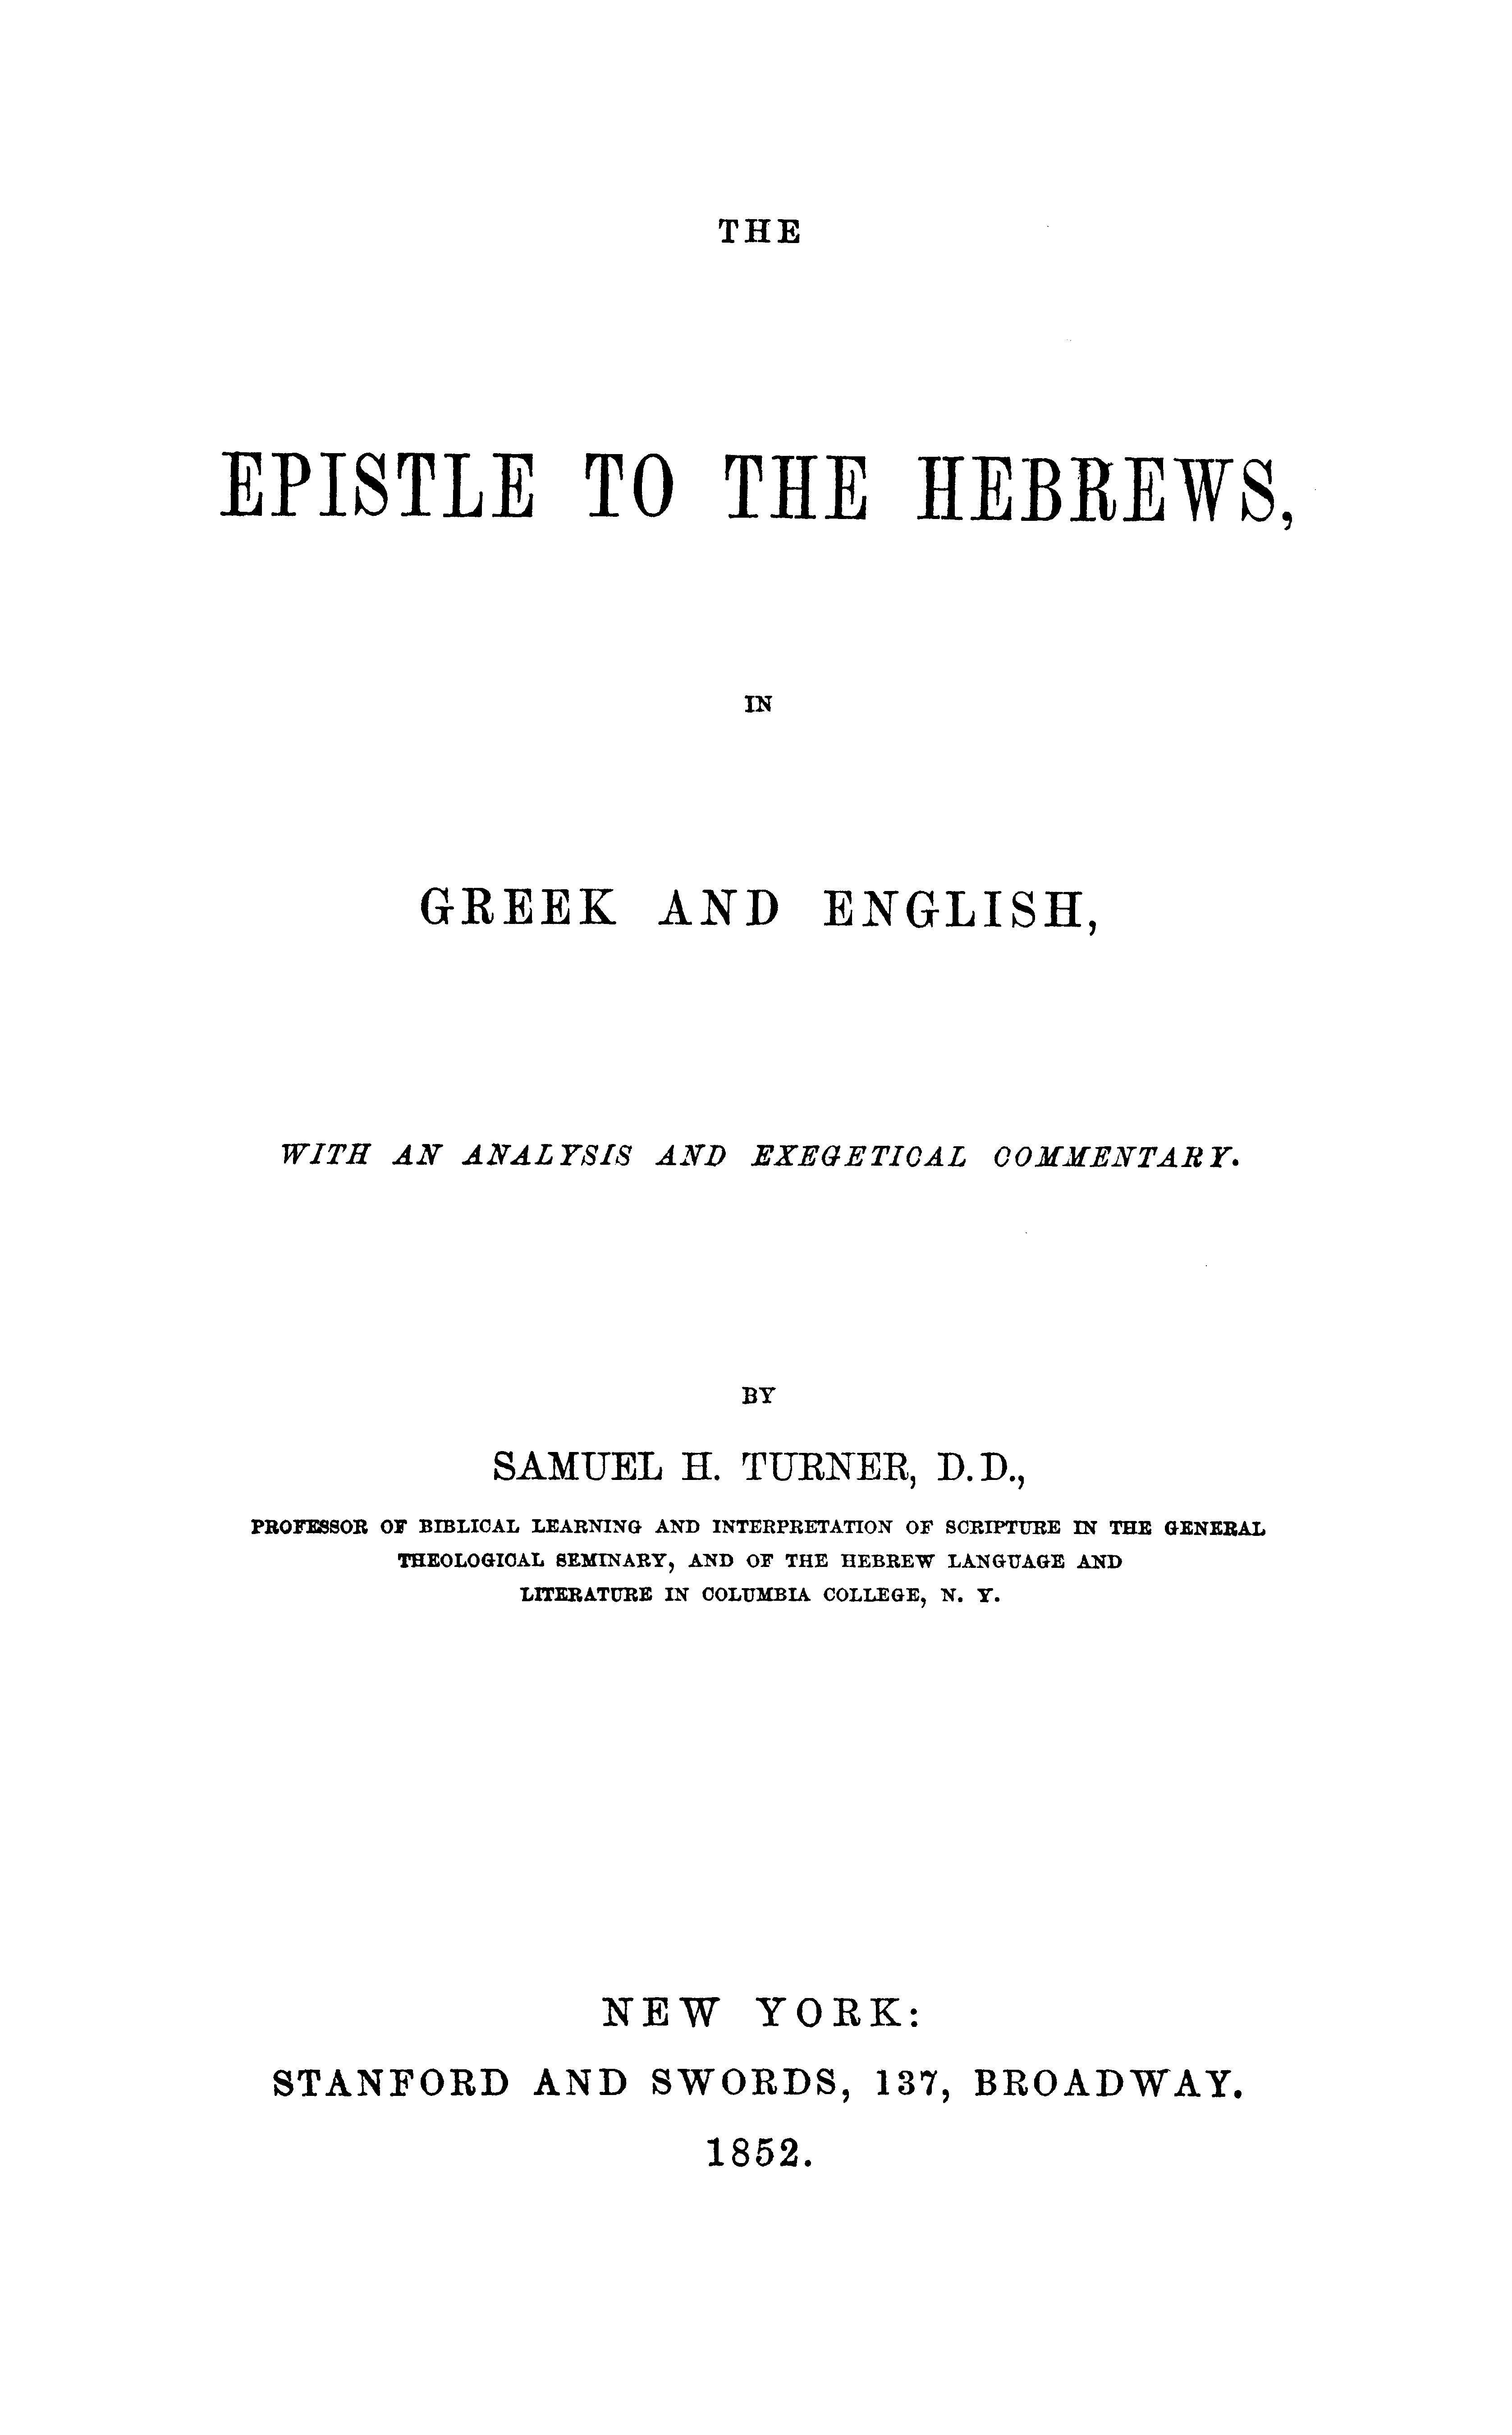 THE
EPISTLE TO THE HEBREWS,
IN
GREEK AND ENGLISH,
WITH AN ANALYSIS AND EXEGETICAL COMMENTARY.
BY
SAMUEL H. TURNER, D.D.,
PROFESSOR OF BIBLICAL LEARNING AND INTERPRETATION OF SCRIPTURE IN THE GENERAL
THEOLOGICAL SEMINARY, AND OF THE HEBREW LANGUAGE AND
LITERATURE IN COLUMBIA COLLEGE, N. Y.
NEW YORK:
STANFORD AND SWORDS, 137, BROADWAY.
1852.